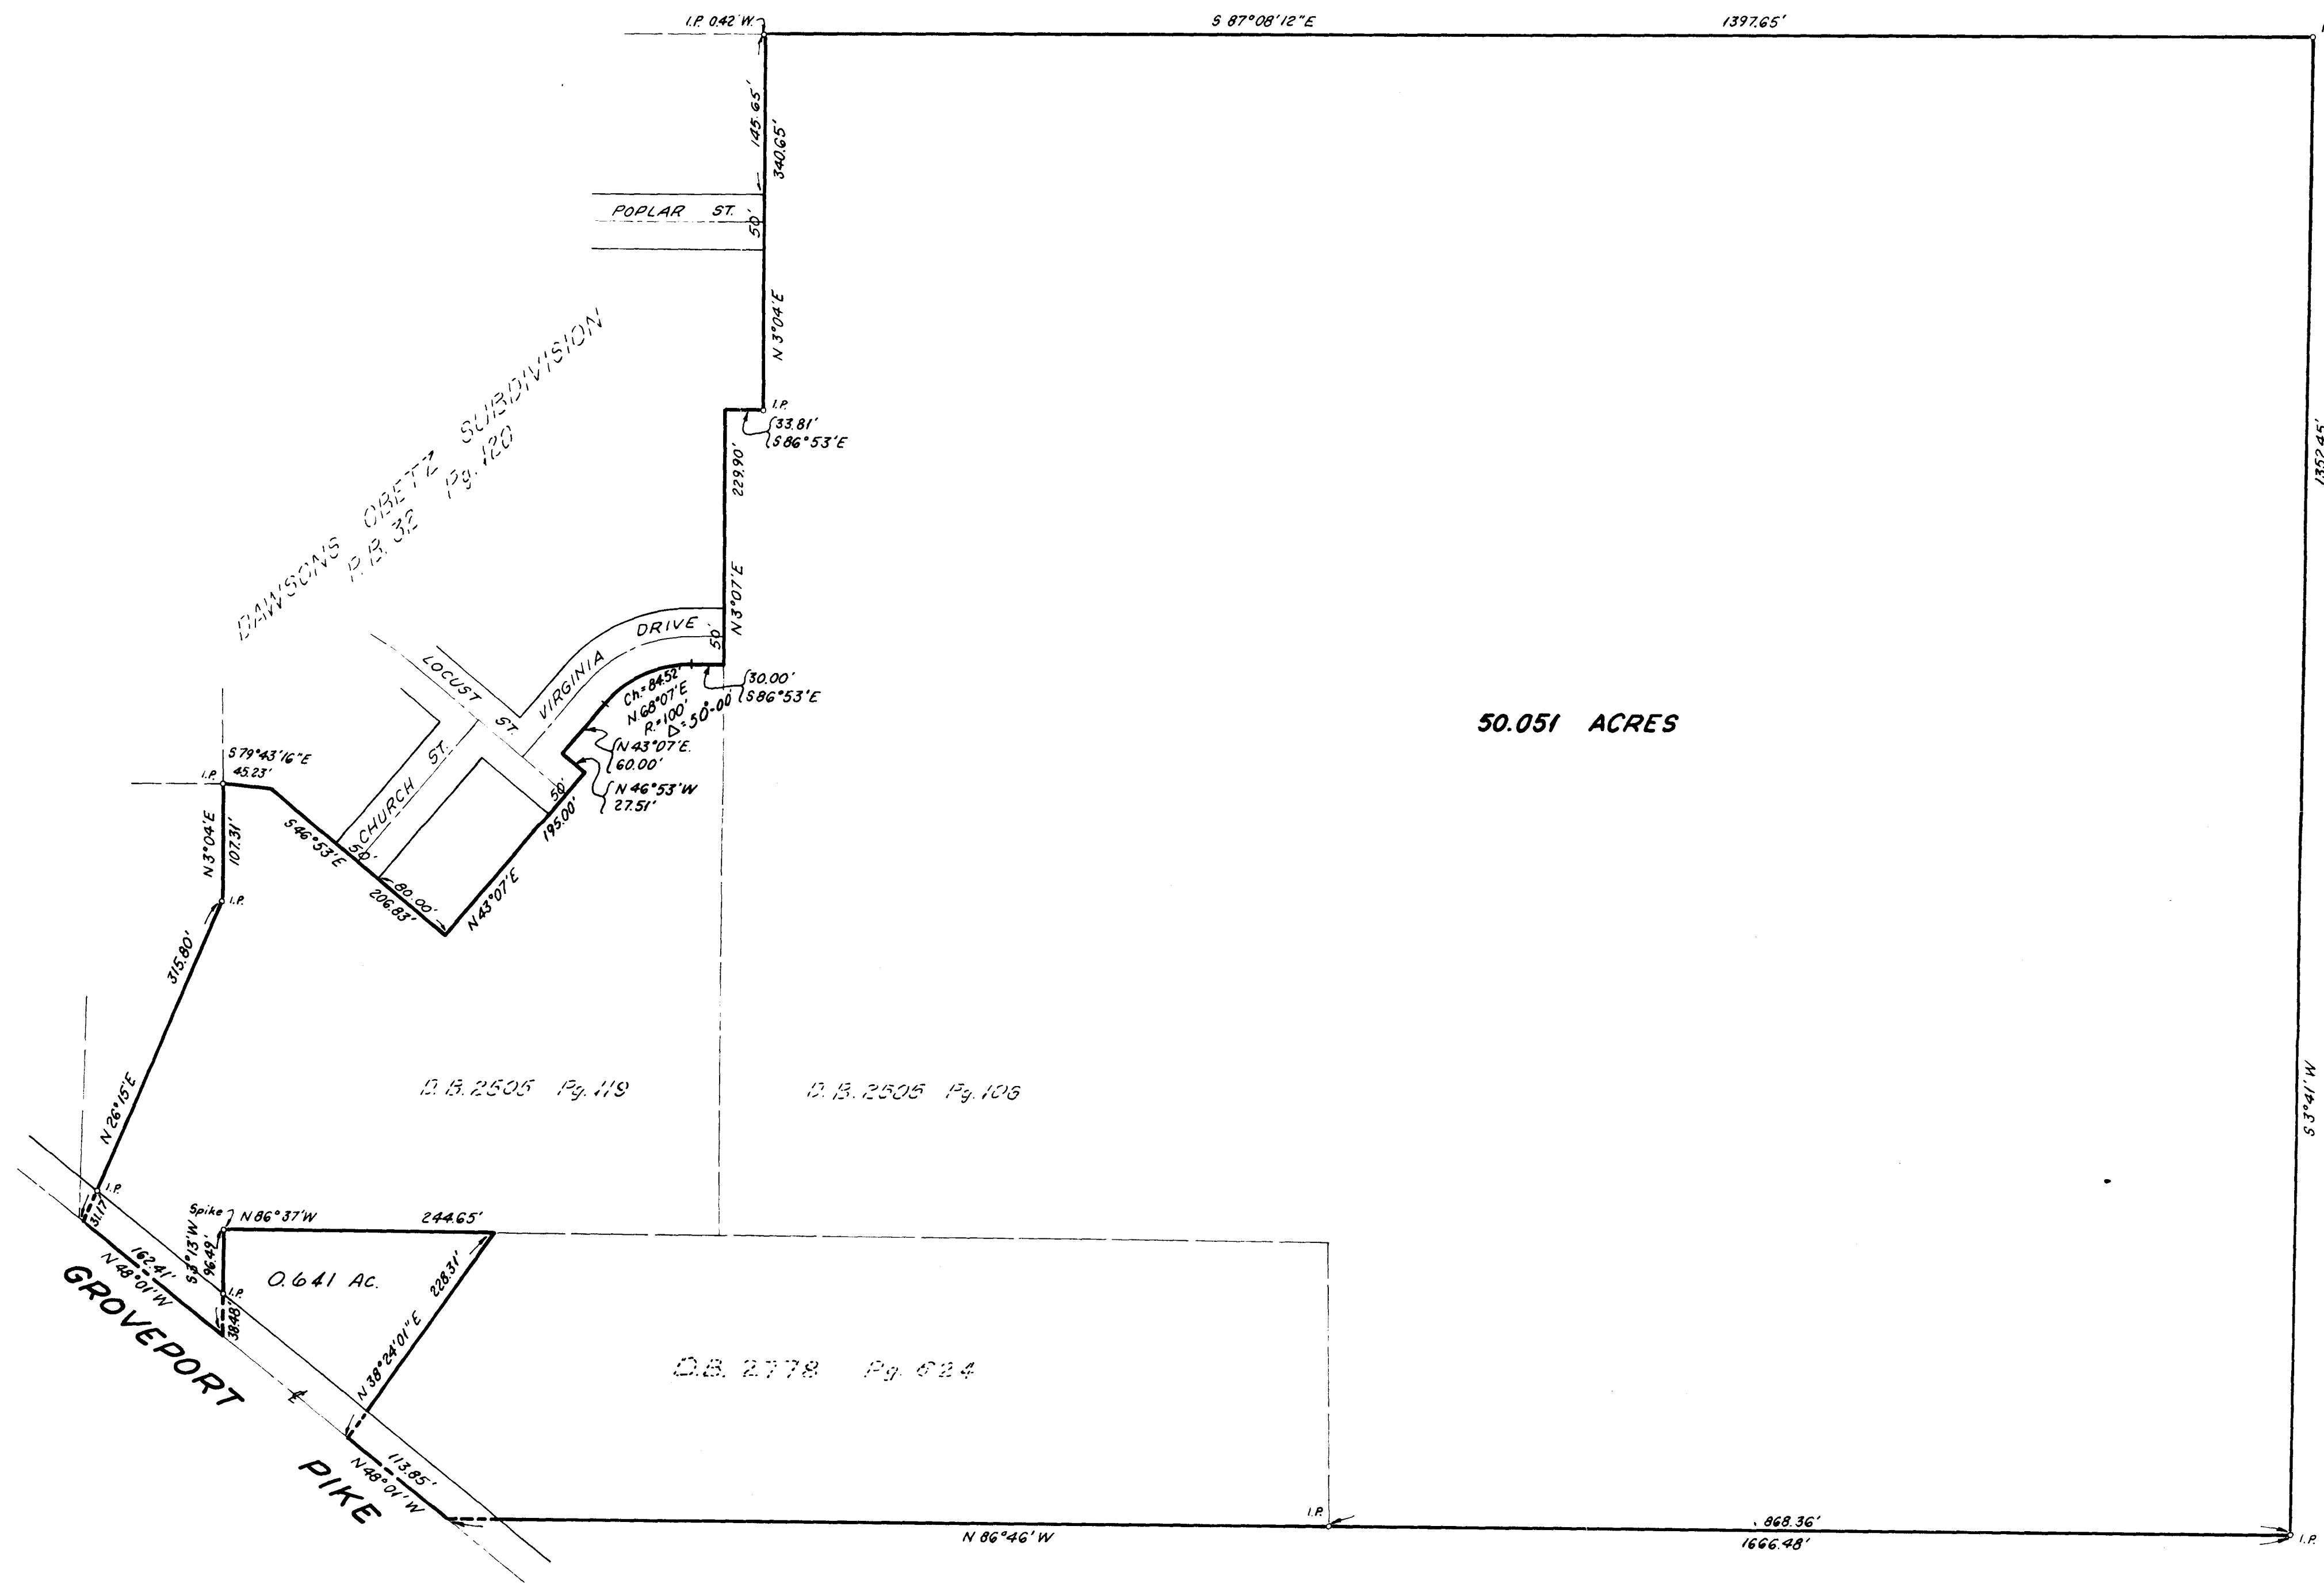 I.P. 0.42' W.
S 87°08'12"E
1397.65'
145.65'
340.65'
POPLAR ST.
50'
N 3°04'E
I.P.
33.81'
S 86°53'E
1352.45'
229.90'
DAWSONS OBETZ SUBDIVISION
P.B. 32 Pg. 120
N 3°07'E
50'
VIRGINIA DRIVE
LOCUST ST.
Ch.= 84.52'
N.68°07'E
R.=100'
Δ=50°-00'
30.00'
S 86°53'E
50.051 ACRES
N 43°07'E.
60.00'
N 46°53'W
27.51'
S 79°43'16"E
45.23'
I.P.
CHURCH ST.
50'
195.00'
N 3°04'E
107.31'
S 46°53'E
50'
80.00'
206.83'
N 43°07'E
I.P.
315.80'
N 26°15'E
D.B. 2505 Pg. 119
D.B. 2505 Pg. 106
S 3°41'W
I.P.
31.17'
Spike
N 86°37'W
244.65'
S 3°13'W
96.49'
162.41'
N 48°01'W
0.641 AC.
228.31'
I.P.
38.48'
N 38°24'01"E
GROVEPORT PIKE
D.B. 2778 Pg. 624
113.85'
N 48°01'W
I.P.
N 86°46'W
868.36'
1666.48'
I.P.